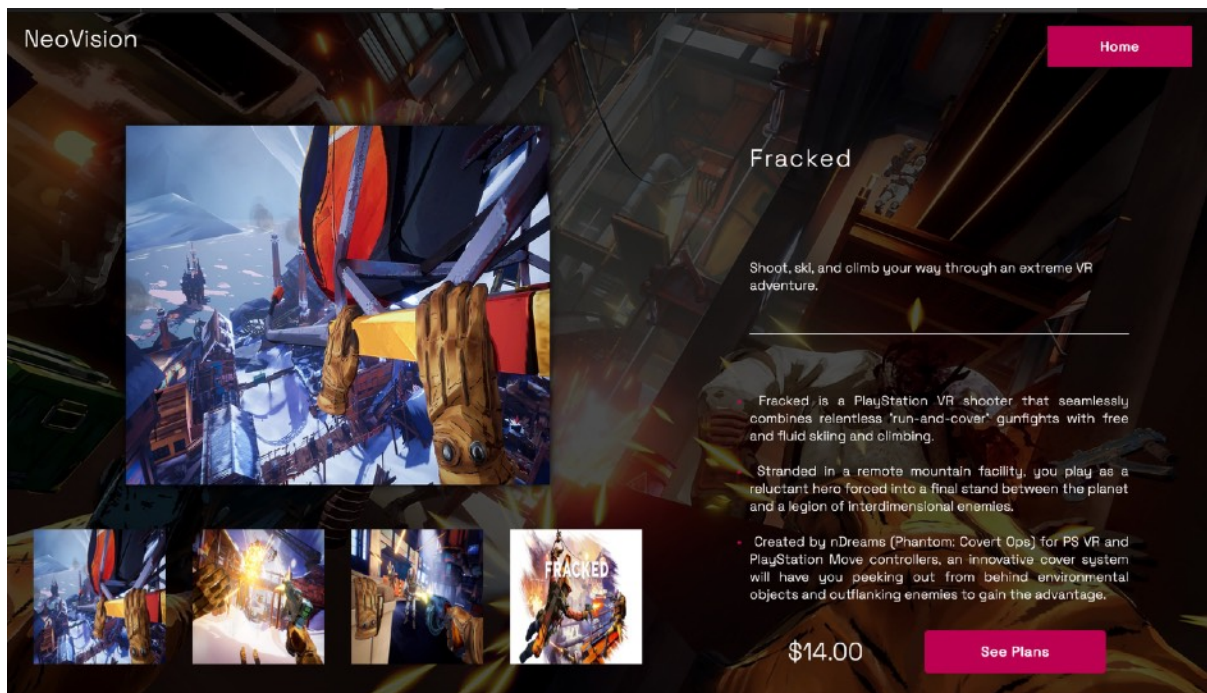 NeoVision
Home
Fracked
Shoot, ski, and climb your way through an extreme VR
adventure.
Fracked is a PlayStation VR shooter that seamlessly
combines relentless 'run-and-cover' gunfights with free
and fluid skiing and climbing.
Stranded in a remote mountain facility, you play as a
reluctant hero forced into a final stand between the planet
and a legion of interdimensional enemies.
Created by nDreams (Phantom: Covert Ops) for PS VR and
PlayStation Move controllers, an innovative cover system
will have you peeking out from behind environmental
objects and outflanking enemies to gain the advantage.
FRACKED
$14.00
See Plans